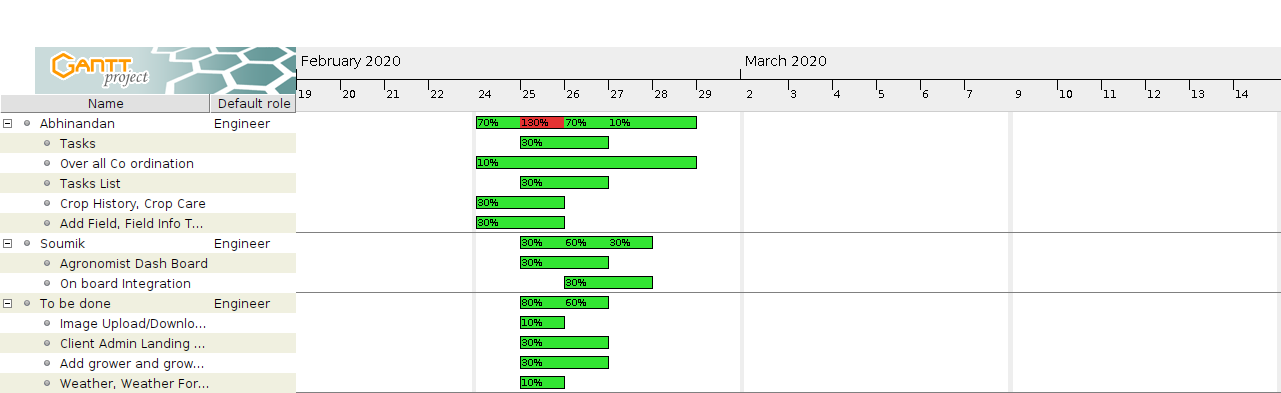 GANTT
project
February 2020 March 2020
Name Default role 19 20 21 22 24 25 26 27 28 29 2 3 4 5 6 7 9 10 11 12 13 14
Abhinandan Engineer 70% 130% 70% 10%
Tasks 30%
Over all Co ordination 10%
Tasks List 30%
Crop History, Crop Care 30%
Add Field, Field Info T... 30%
Soumik Engineer 30% 60% 30%
Agronomist Dash Board 30%
On board Integration 30%
To be done Engineer 80% 60%
Image Upload/Downlo... 10%
Client Admin Landing ... 30%
Add grower and grow... 30%
Weather, Weather For... 10%